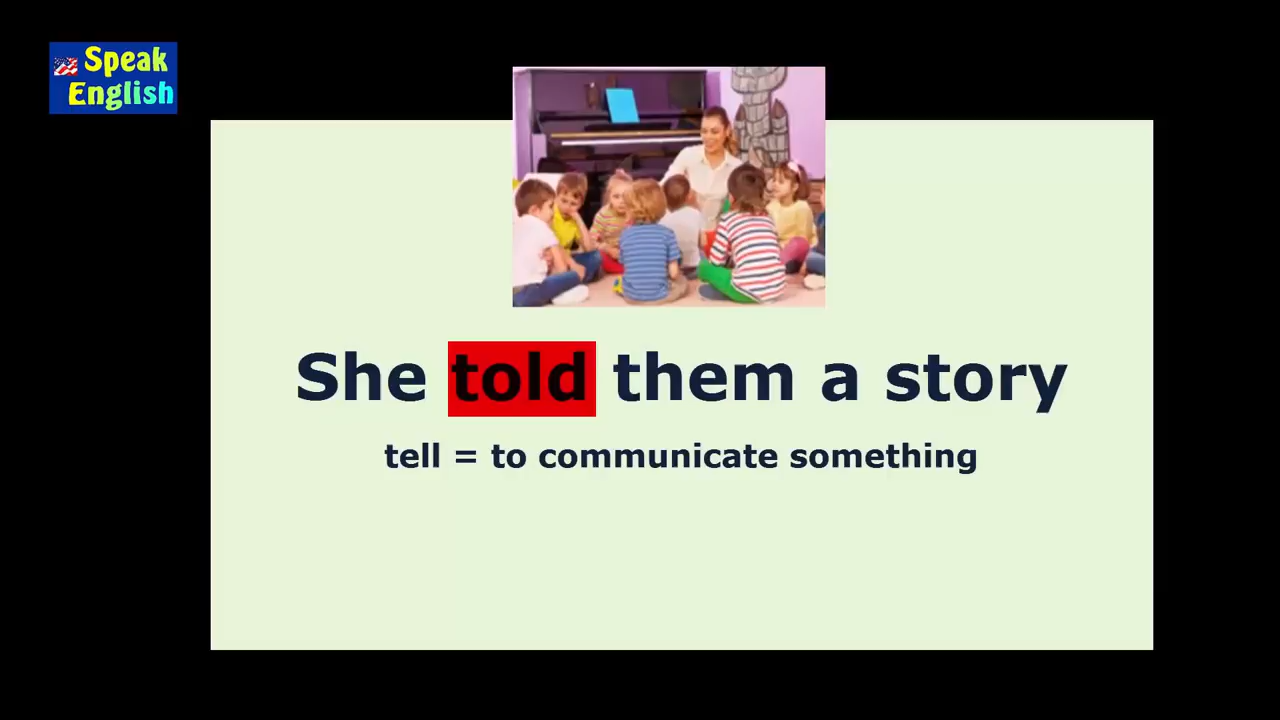 Speak
English
She told them a story
tell = to communicate something